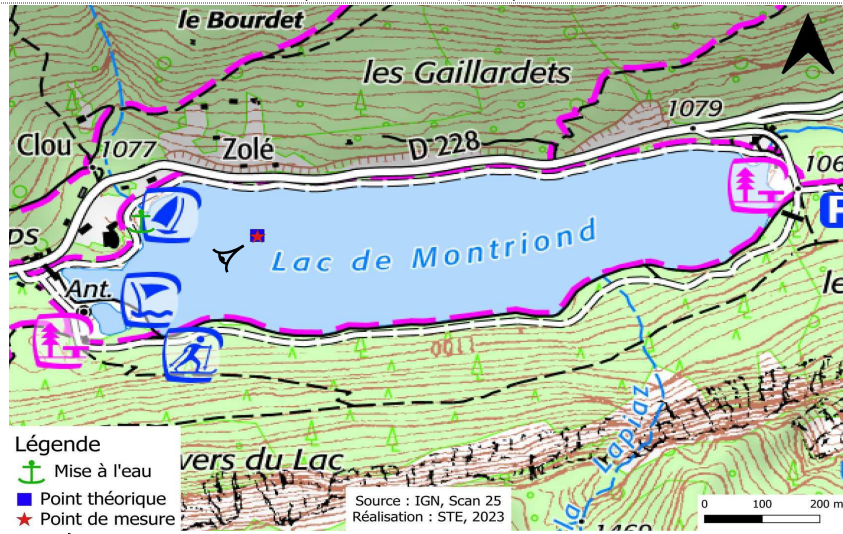 le Bourdet
les Gaillardets
1079
Clou
1077
Zolé
D 228
106
P
Lac de Montriond
PS
Ant.
le
1100
Lapiaz
vers du Lac
la
1469
Légende
Mise à l'eau
Point théorique
Point de mesure
Source : IGN, Scan 25
Réalisation : STE, 2023
0 100 200 m